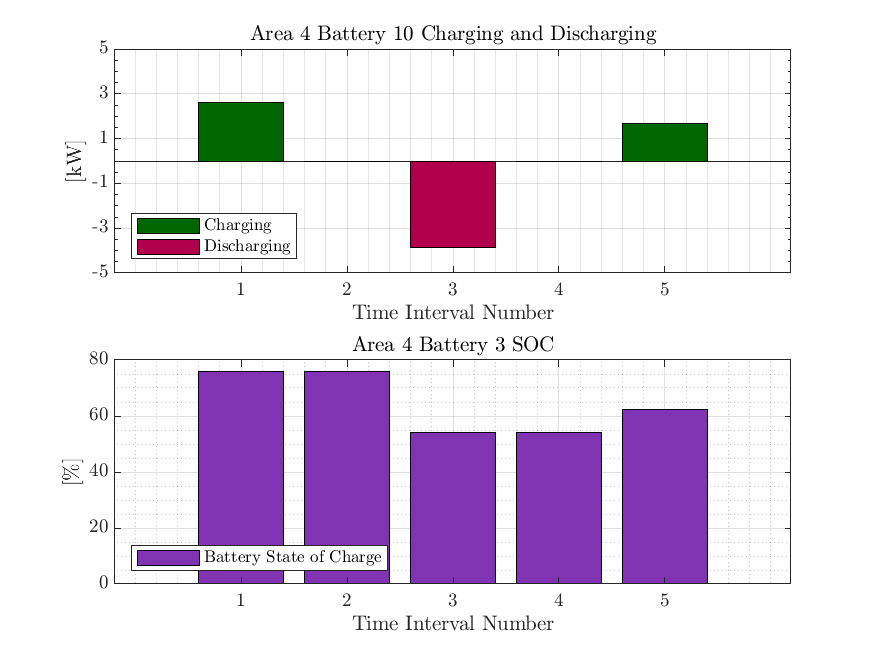 Area 4 Battery 10 Charging and Discharging
5
3
1
-1
-3
-5
[kW]
Charging
Discharging
1 2 3 4 5
Time Interval Number
Area 4 Battery 3 SOC
80
60
40
20
0
[%]
Battery State of Charge
1 2 3 4 5
Time Interval Number